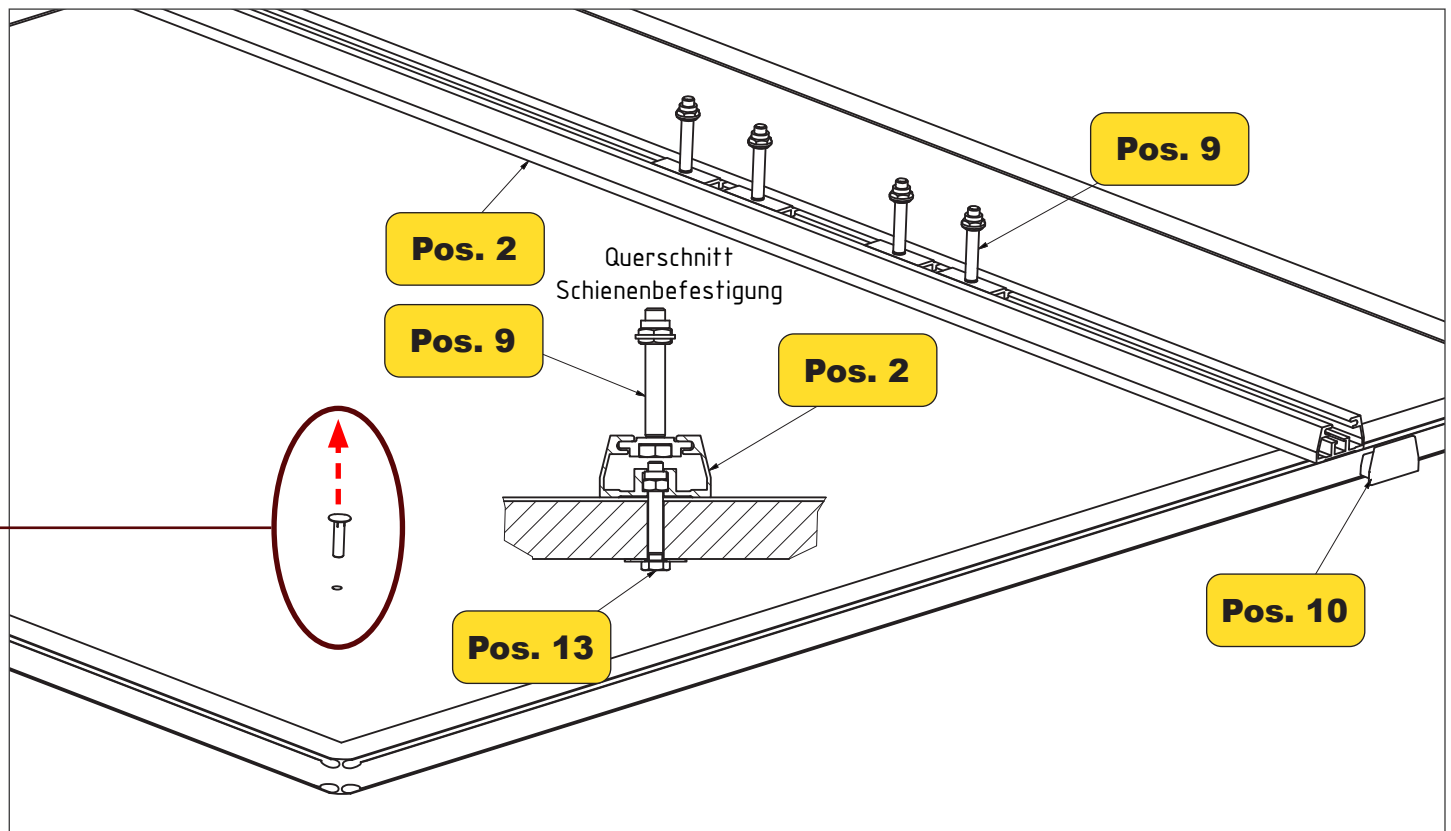 Pos. 9
Pos. 2
Querschnitt
Schienenbefestigung
Pos. 9
Pos. 2
Pos. 10
Pos. 13